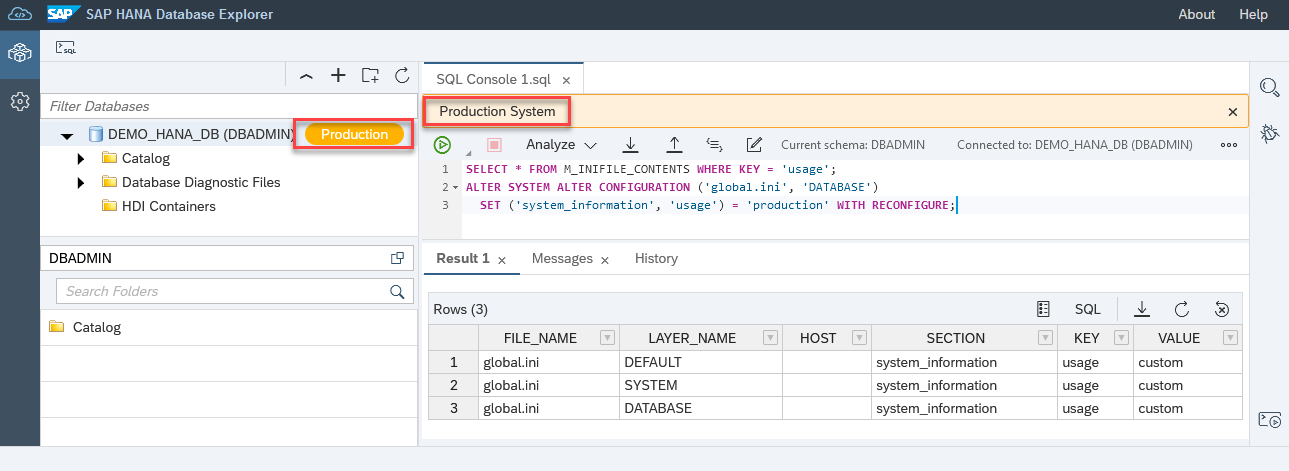 SAP SAP HANA Database Explorer About Help
SQL
Filter Databases
DEMO_HANA_DB (DBADMIN) Production
Catalog
Database Diagnostic Files
HDI Containers
DBADMIN
Search Folders
Catalog
SQL Console 1.sql
Production System
Analyze Current schema: DBADMIN Connected to: DEMO_HANA_DB (DBADMIN)
1 SELECT * FROM M_INIFILE_CONTENTS WHERE KEY = 'usage';
2 ALTER SYSTEM ALTER CONFIGURATION ('global.ini', 'DATABASE')
3 SET ('system_information', 'usage') = 'production' WITH RECONFIGURE;
Result 1 Messages History
Rows (3) SQL
FILE_NAME LAYER_NAME HOST SECTION KEY VALUE
1 global.ini DEFAULT system_information usage custom
2 global.ini SYSTEM system_information usage custom
3 global.ini DATABASE system_information usage custom